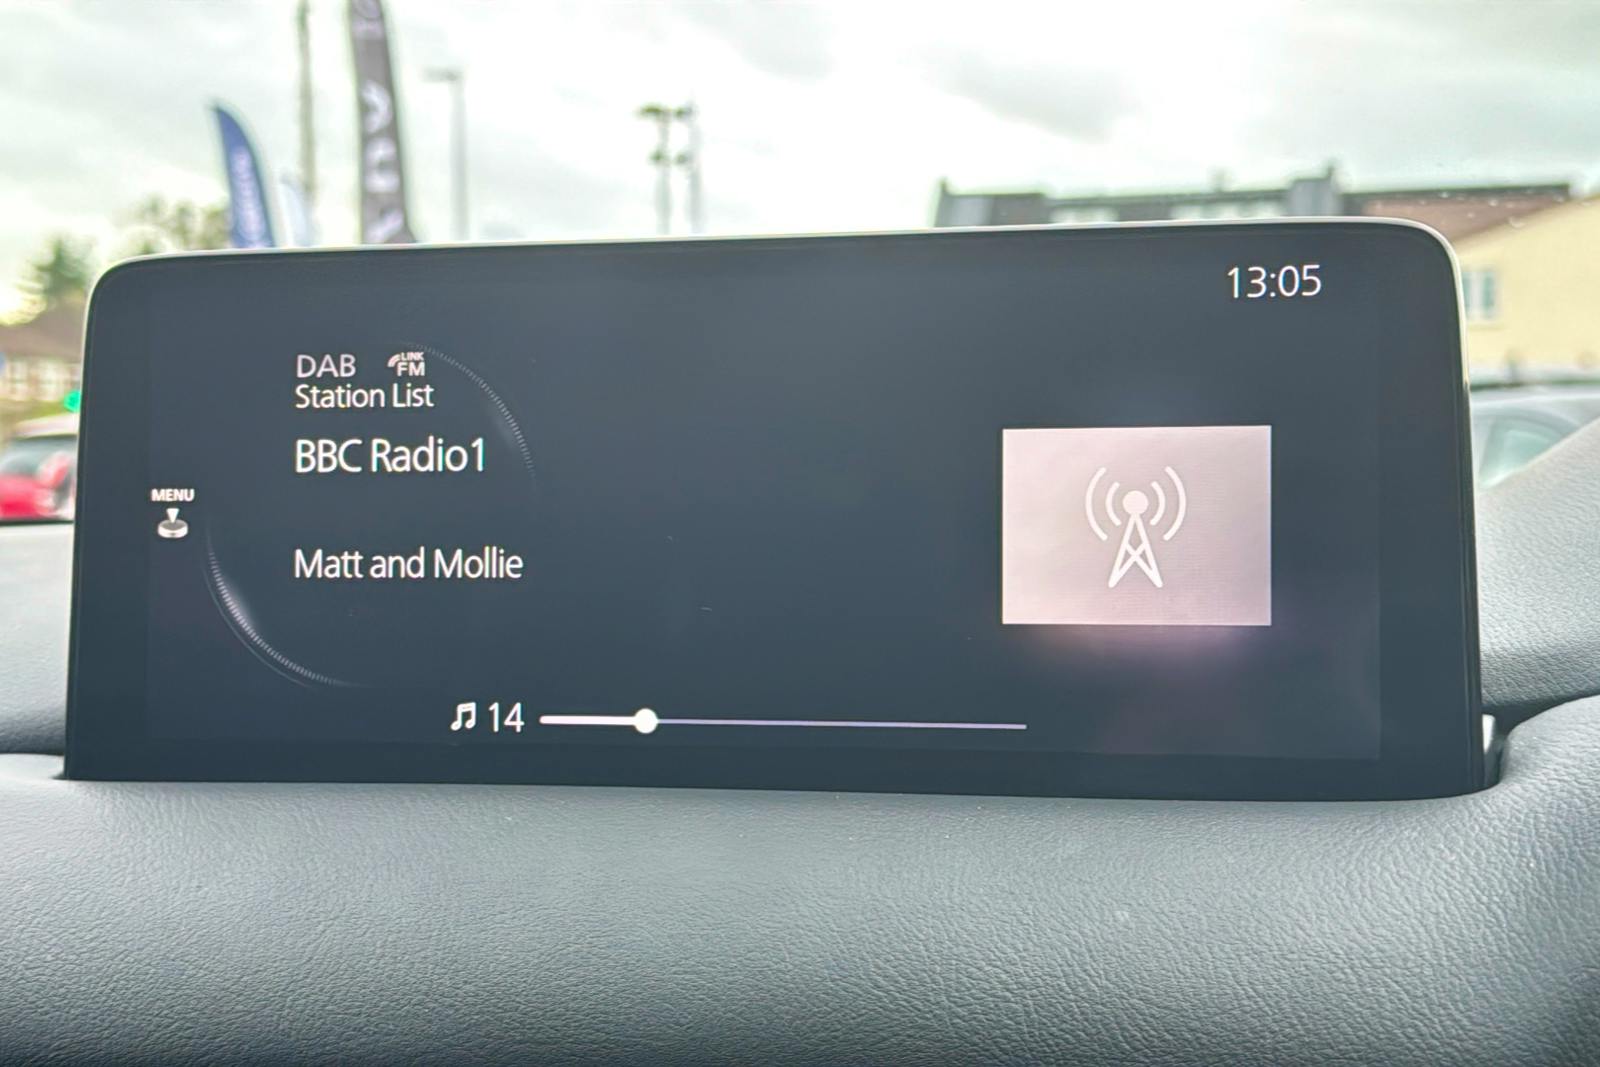 13:05
DAB LINK FM
Station List
BBC Radio1
MENU
Matt and Mollie
14